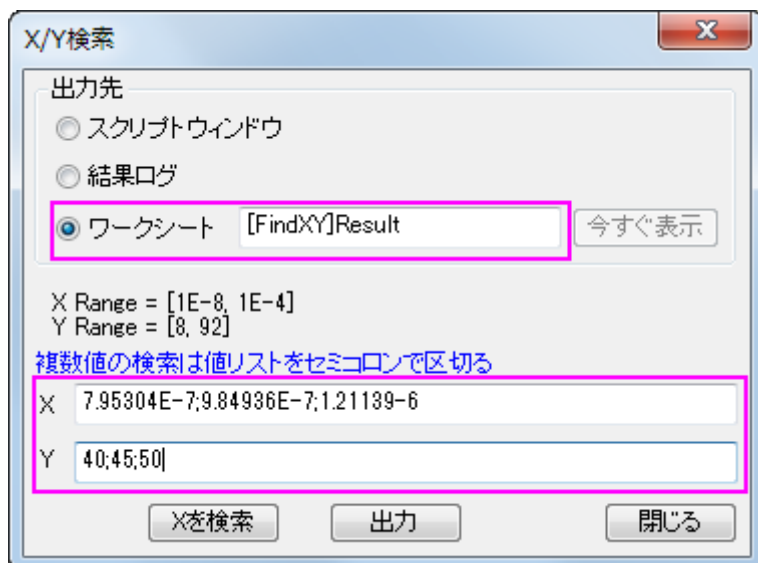 X/Y検索
出力先
スクリプトウィンドウ
結果ログ
ワークシート [FindXY]Result 今すぐ表示
X Range = [1E-8, 1E-4]
Y Range = [8, 92]
複数値の検索は値リストをセミコロンで区切る
X 7.95304E-7;9.84936E-7;1.21139-6
Y 40;45;50
Xを検索 出力 閉じる